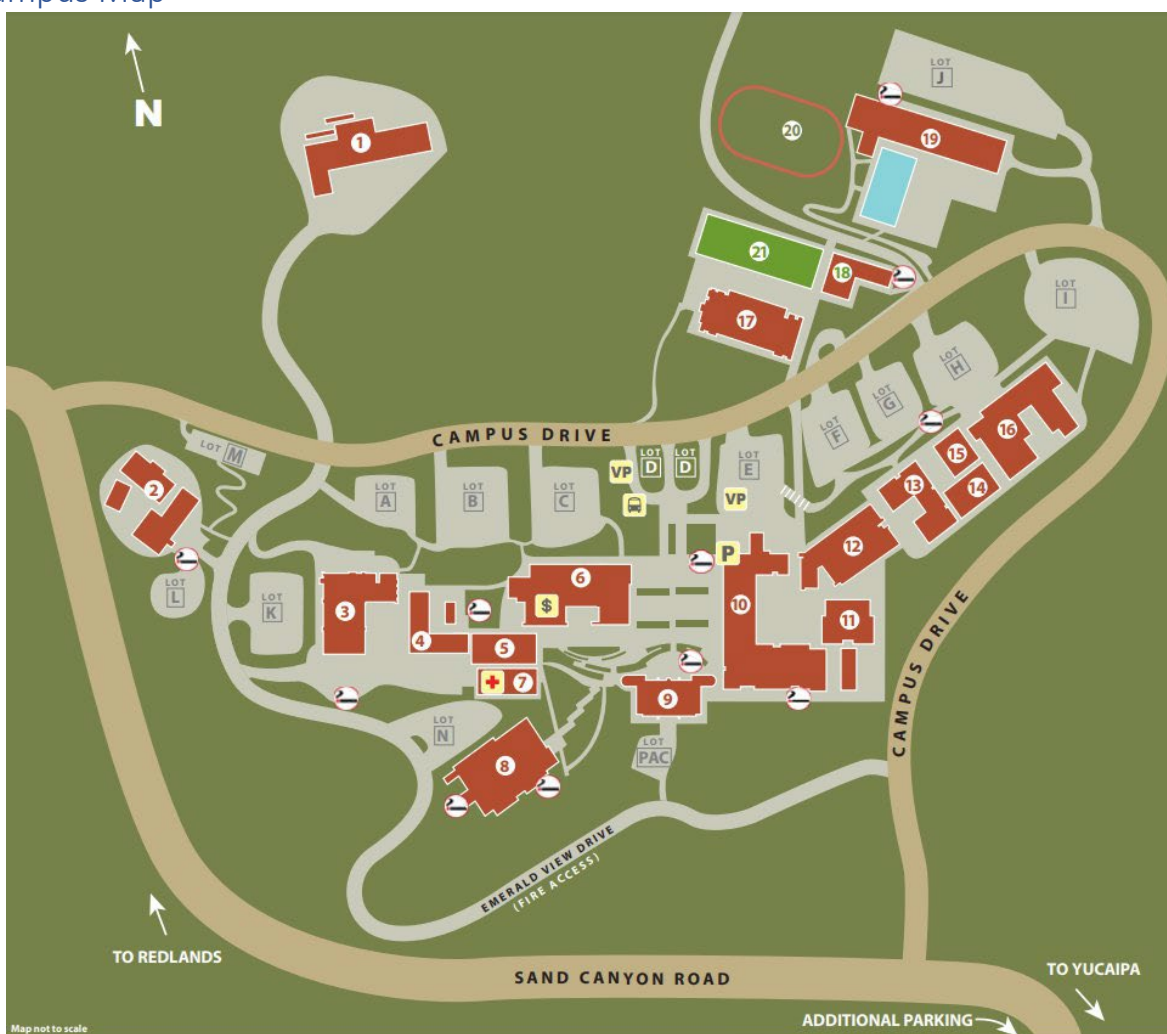 Campus Map
N
1
20
19
LOT
J
21
18
17
LOT
I
LOT
H
LOT
G
LOT
F
CAMPUS DRIVE
LOT M
2
LOT
A
LOT
B
LOT
C
LOT
D
LOT
D
LOT
E
VP
VP
16
15
14
13
12
P
LOT
L
LOT
K
3
4
5
6
$
7
10
11
9
LOT
N
8
LOT
PAC
CAMPUS DRIVE
EMERALD VIEW DRIVE
(FIRE ACCESS)
TO REDLANDS
SAND CANYON ROAD
TO YUCAIPA
ADDITIONAL PARKING
Map not to scale